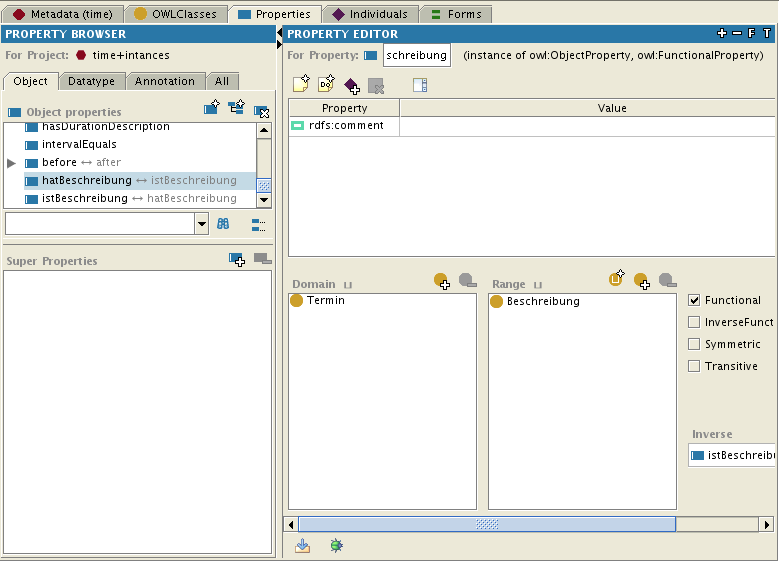 Metadata (time) OWLClasses Properties Individuals Forms
PROPERTY BROWSER
For Project: time+intances
Object Datatype Annotation All
Object properties
hasDurationDescription
intervalEquals
before ↔ after
hatBeschreibung ↔ istBeschreibung
istBeschreibung ↔ hatBeschreibung
Super Properties
PROPERTY EDITOR
F T
For Property: schreibung (instance of owl:ObjectProperty, owl:FunctionalProperty)
Property Value
rdfs:comment
Domain ⊔
Termin
Range ⊔
Beschreibung
Functional
InverseFunct
Symmetric
Transitive
Inverse
istBeschreib